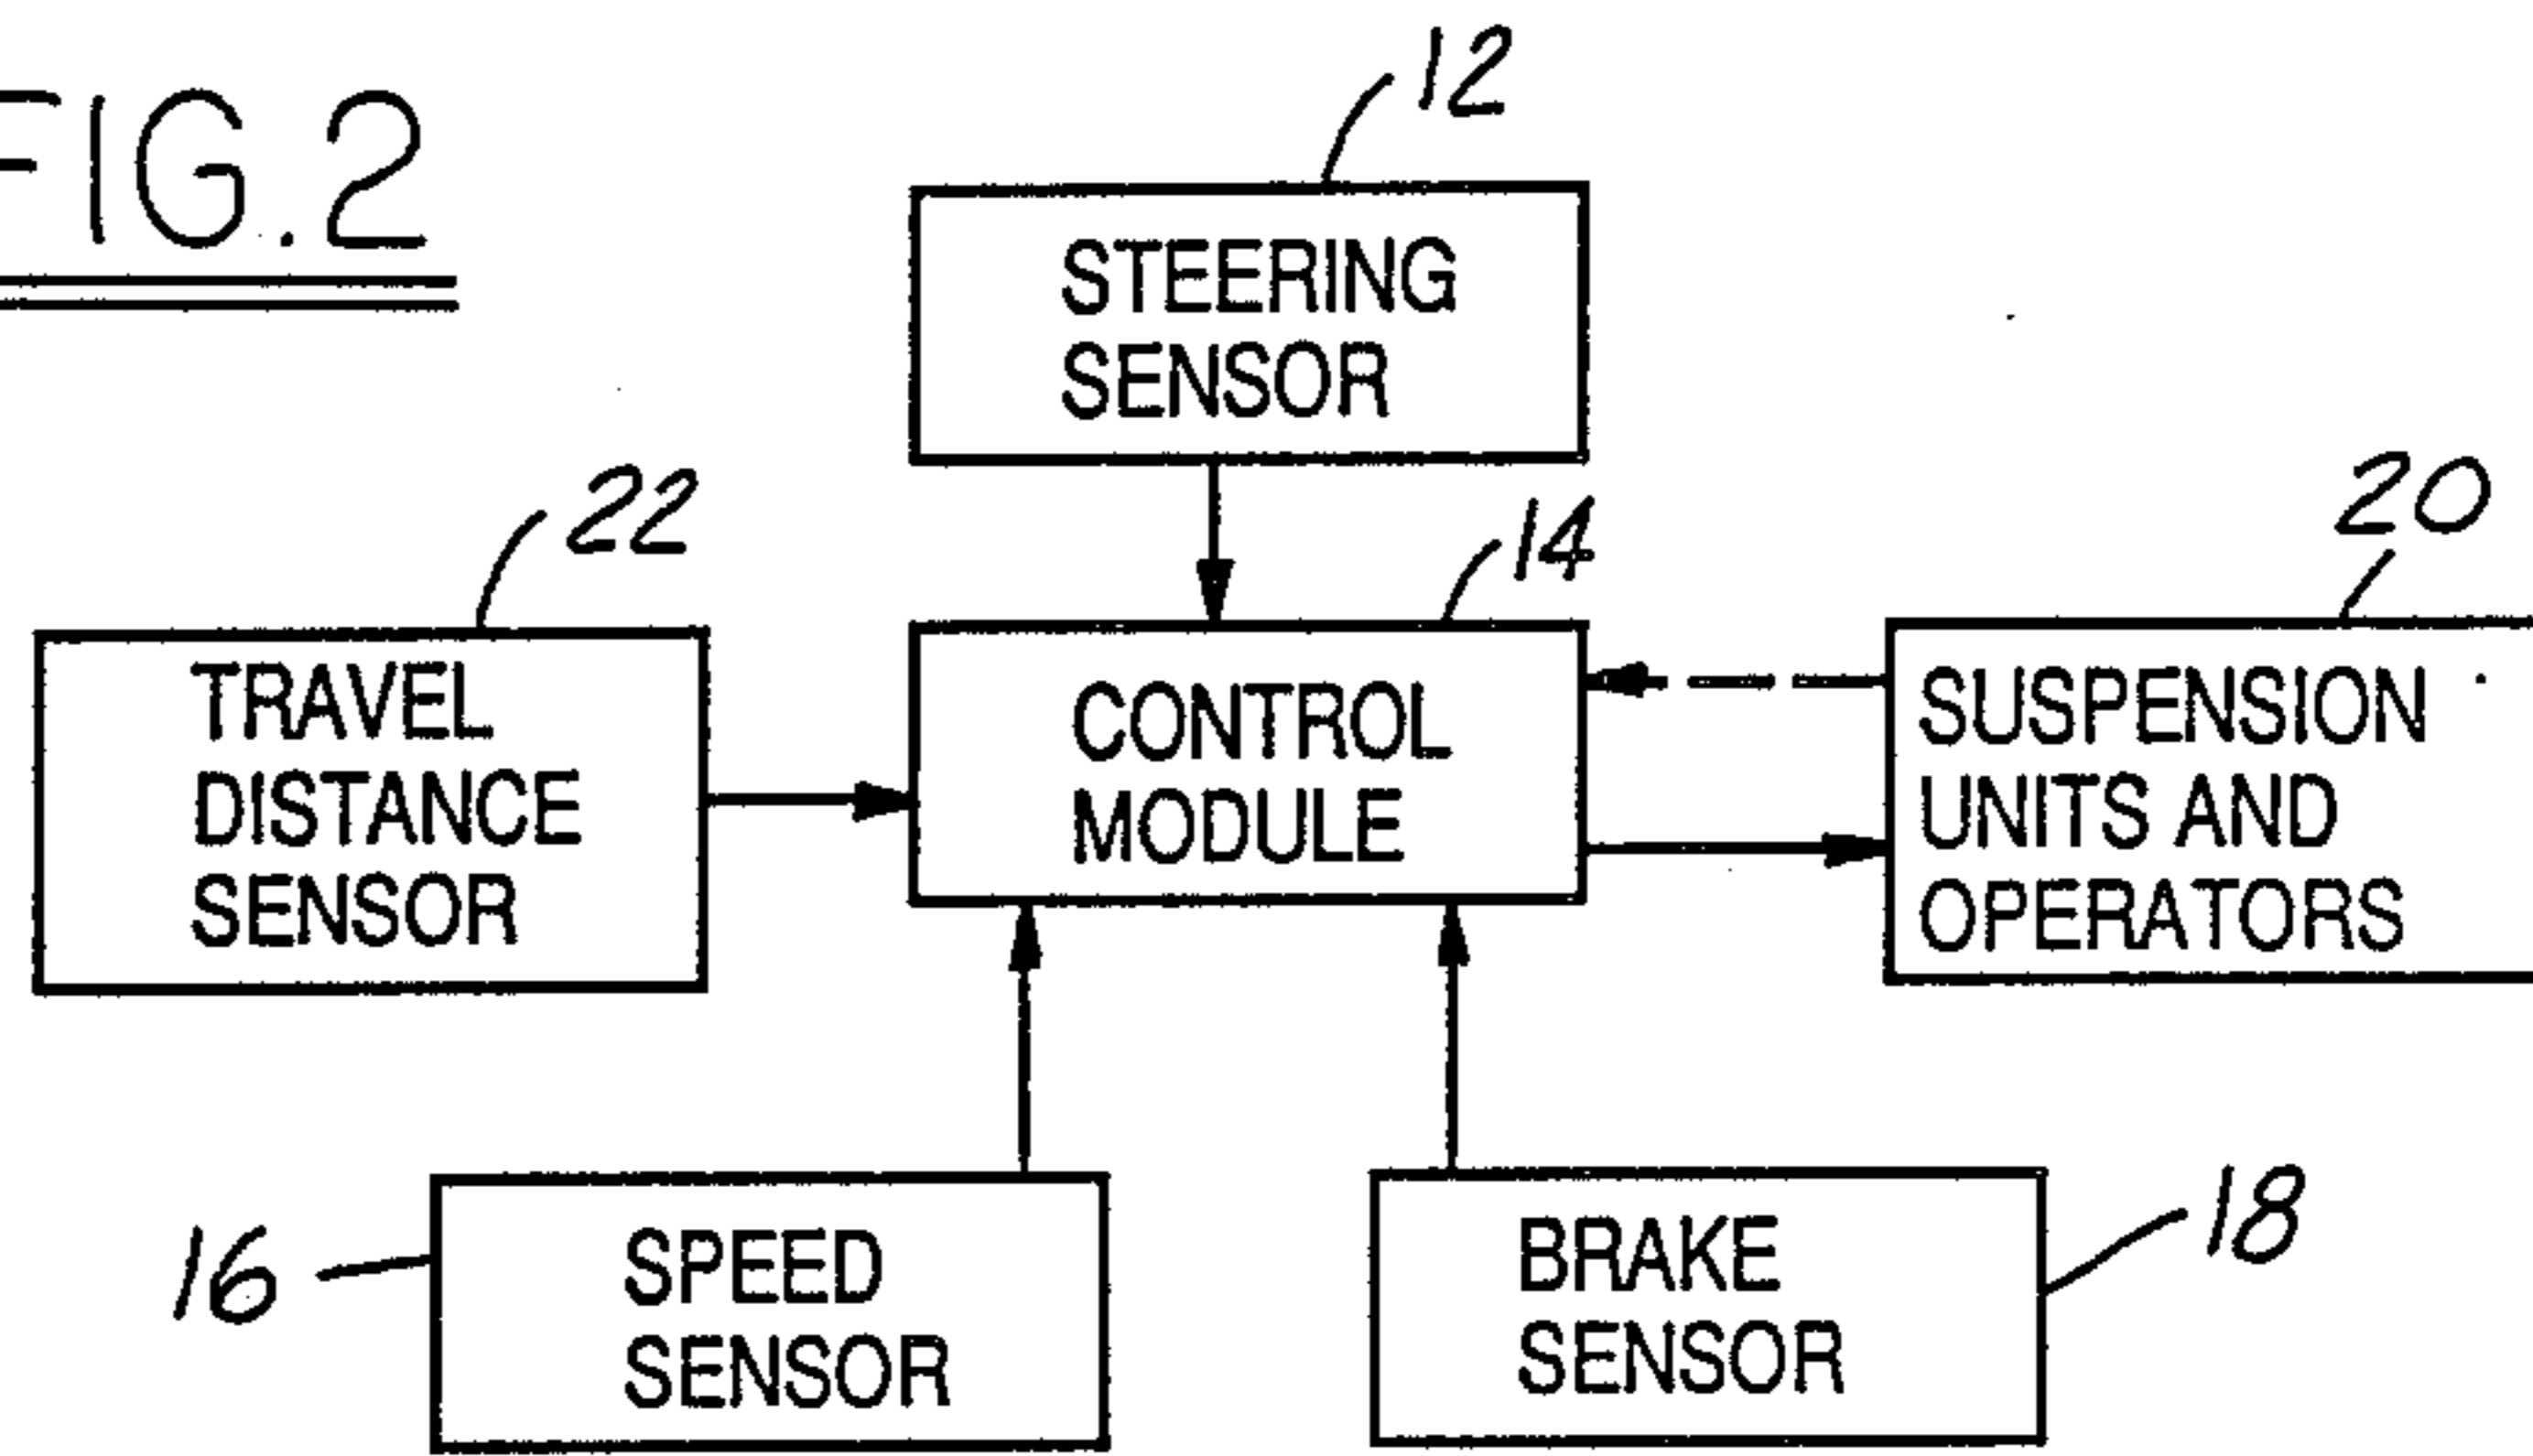 FIG.2
12
STEERING
SENSOR
22
14
20
TRAVEL
DISTANCE
SENSOR
CONTROL
MODULE
SUSPENSION
UNITS AND
OPERATORS
16
SPEED
SENSOR
BRAKE
SENSOR
18